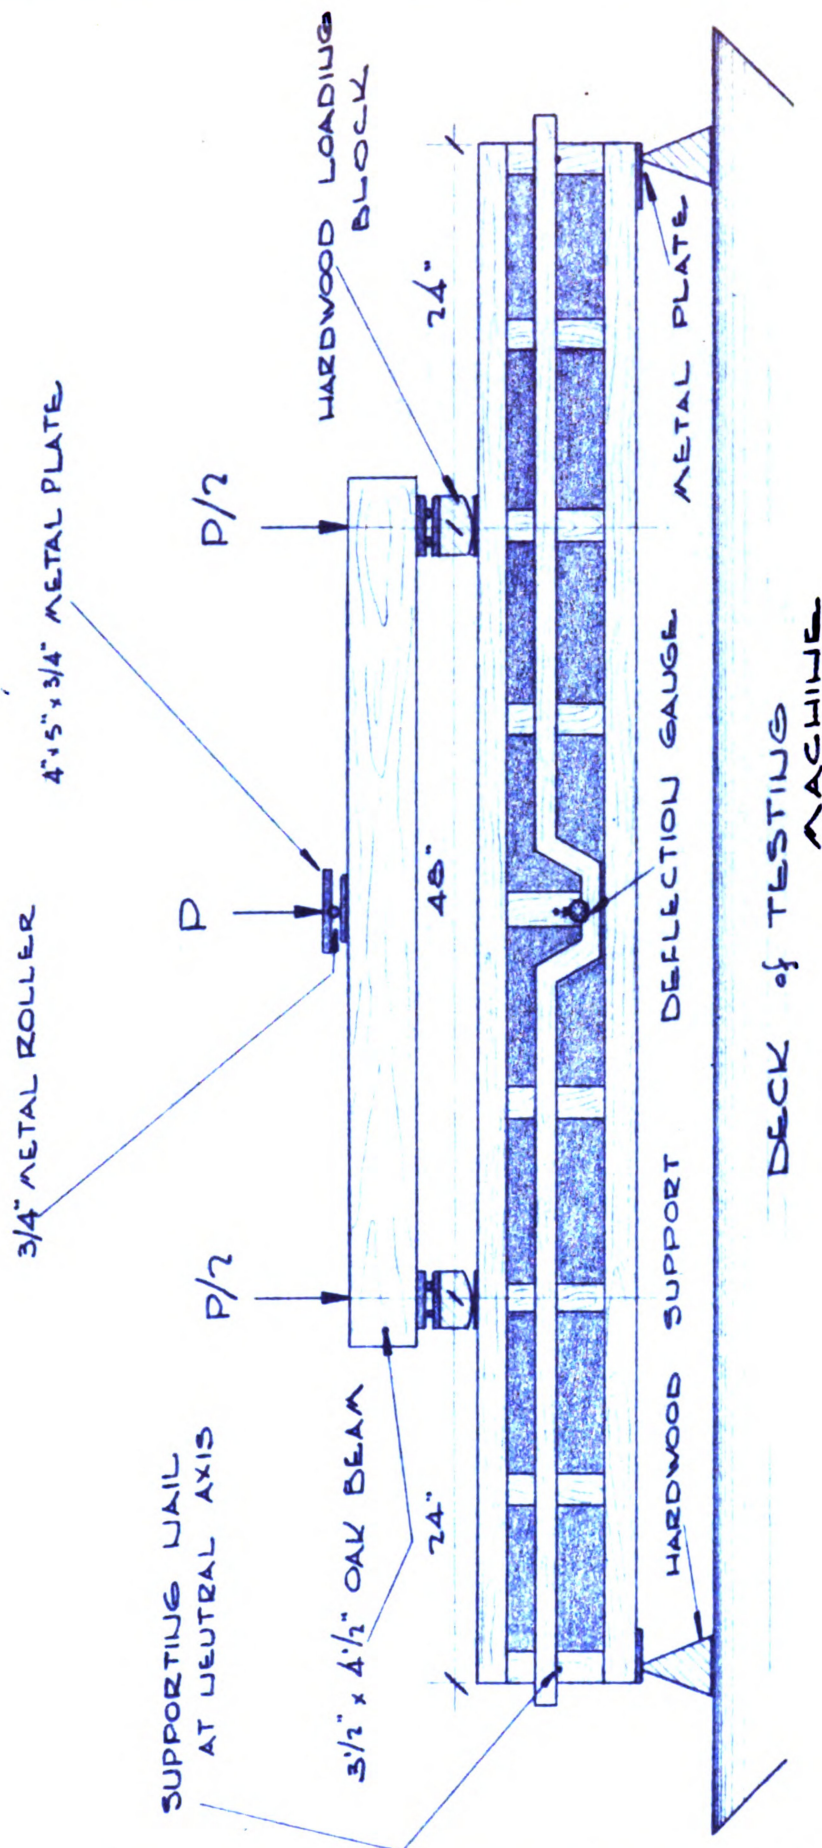 3/4" METAL ROLLER
4"x5"x3/4" METAL PLATE
P
P/2
P/2
SUPPORTING NAIL
AT NEUTRAL AXIS
3 1/2" x 4 1/2" OAK BEAM
HARDWOOD LOADING
BLOCK
24"
48"
24"
HARDWOOD SUPPORT
DEFLECTION GAUGE
METAL PLATE
DECK of TESTING
MACHINE